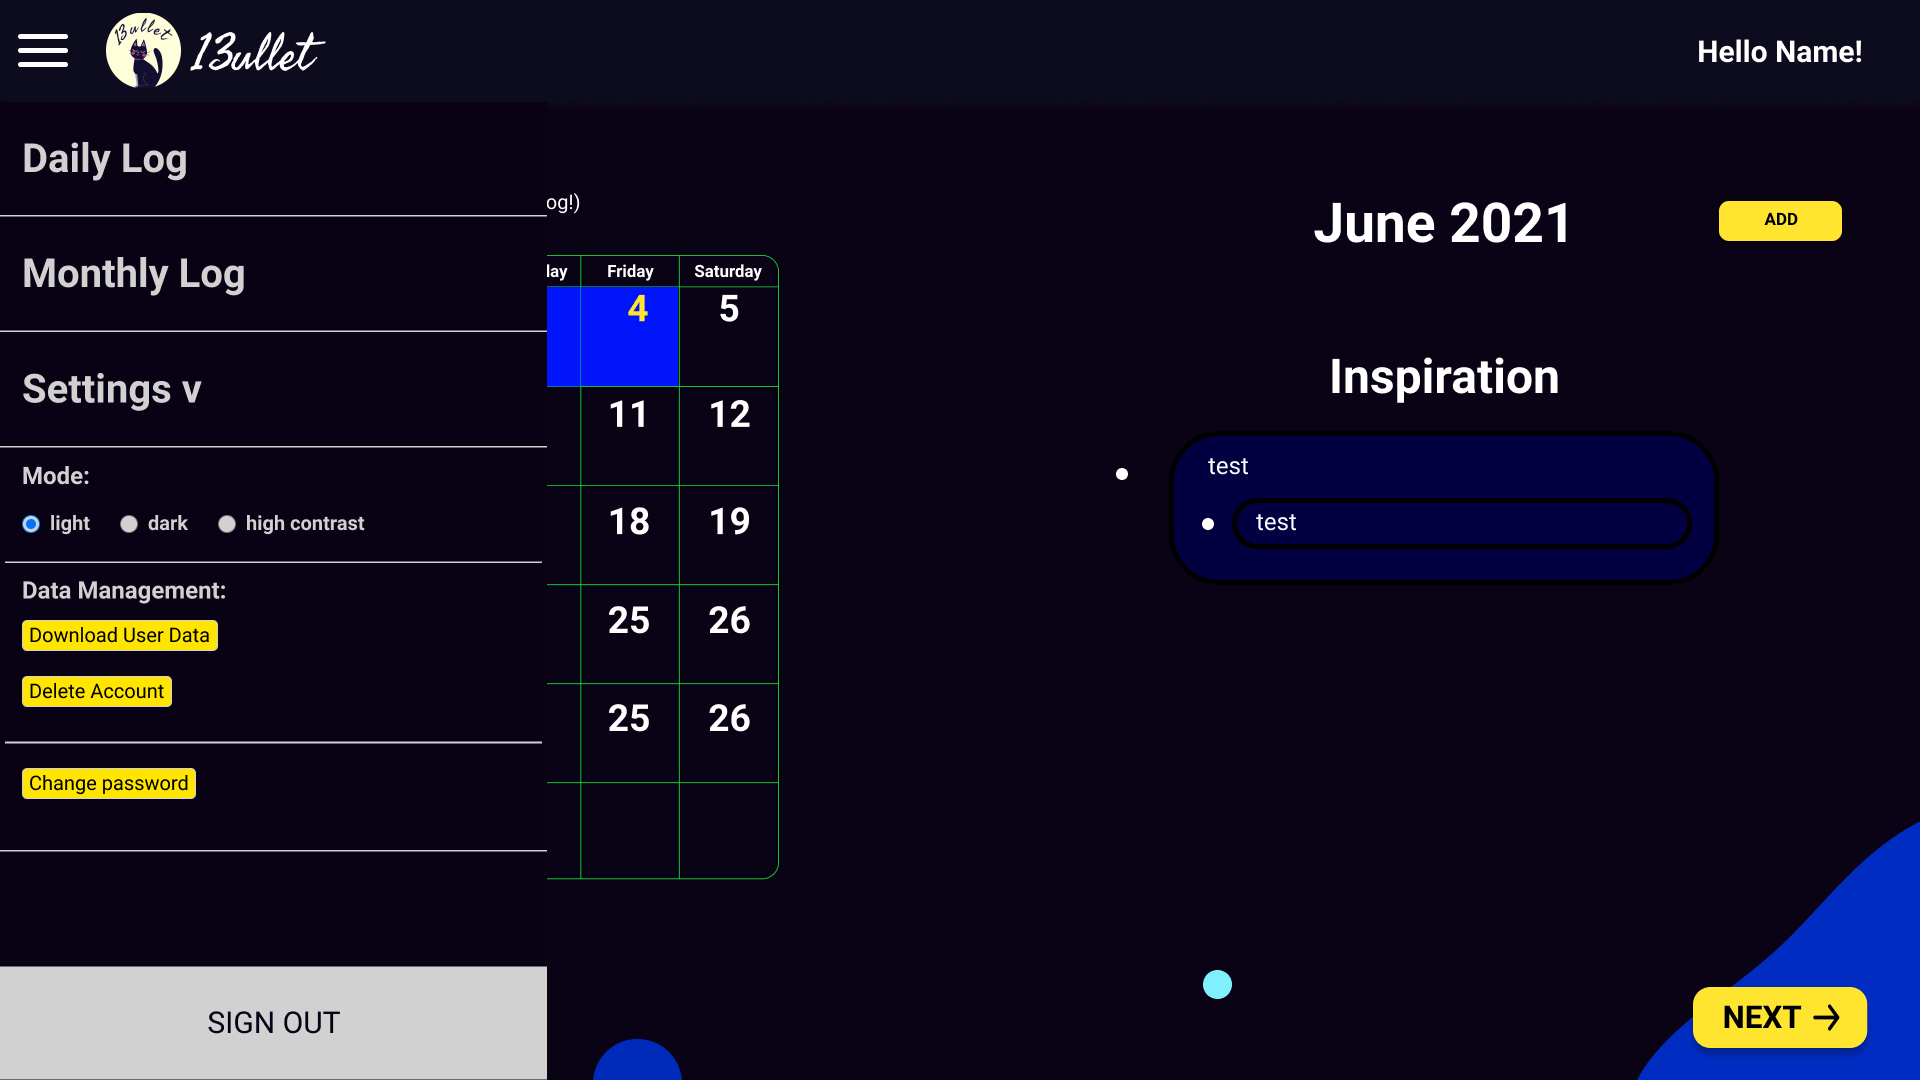 13ullet
13ullet
Hello Name!
Daily Log
Monthly Log
Settings v
Mode:
light dark high contrast
Data Management:
Download User Data
Delete Account
Change password
SIGN OUT
og!)
lay Friday Saturday
4 5
11 12
18 19
25 26
25 26
June 2021
ADD
Inspiration
test
test
NEXT →